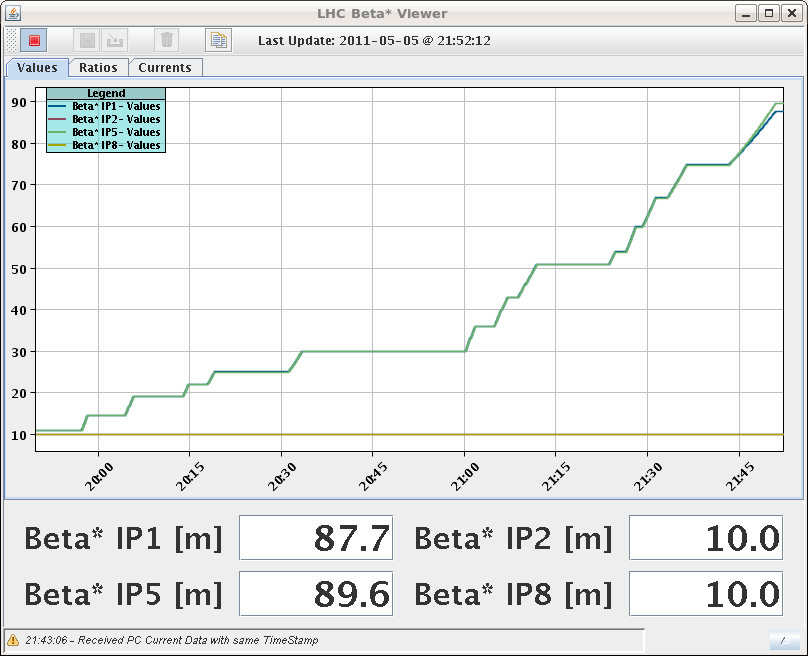 LHC Beta* Viewer
Last Update: 2011-05-05 @ 21:52:12
Values Ratios Currents
Legend
Beta* IP1 - Values
Beta* IP2 - Values
Beta* IP5 - Values
Beta* IP8 - Values
90
80
70
60
50
40
30
20
10
20:00 20:15 20:30 20:45 21:00 21:15 21:30 21:45
Beta* IP1 [m] 87.7 Beta* IP2 [m] 10.0
Beta* IP5 [m] 89.6 Beta* IP8 [m] 10.0
21:43:06 - Received PC Current Data with same TimeStamp